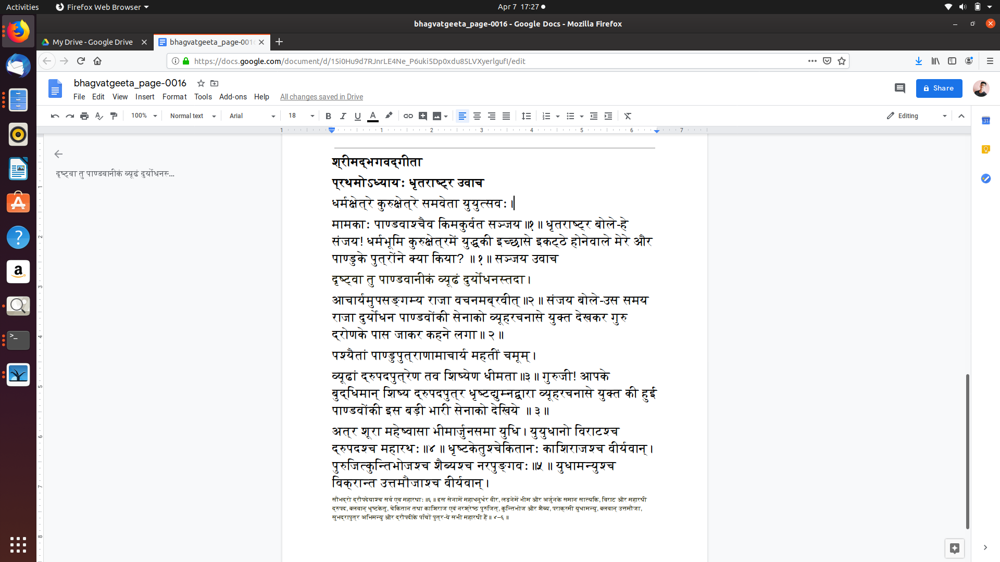 Activities
Firefox Web Browser
Apr 7 17:27
bhagvatgeeta_page-0016 - Google Docs - Mozilla Firefox
My Drive - Google Drive
bhagvatgeeta_page-0016
https://docs.google.com/document/d/15i0Hu9d7RJnrLE4Ne_P6uki5Dp0xdu85LVXyerlgufI/edit
bhagvatgeeta_page-0016
File Edit View Insert Format Tools Add-ons Help All changes saved in Drive
Share
100% Normal text Arial 18 Editing
1 1 2 3 4 5 6 7
दृष्ट्वा तु पाण्डवानीकं व्यूढं दुर्योधनस्...
श्रीमद्भगवद्गीता
प्रथमोऽध्यायः धृतराष्ट्र उवाच
धर्मक्षेत्रे कुरुक्षेत्रे समवेता युयुत्सवः।
मामकाः पाण्डवाश्चैव किमकुर्वत सञ्जय॥१॥ धृतराष्ट्र बोले-हे
संजय! धर्मभूमि कुरुक्षेत्रमें युद्धकी इच्छासे इकट्ठे होनेवाले मेरे और
पाण्डुके पुत्रोंने क्या किया? ॥१॥ सञ्जय उवाच
दृष्ट्वा तु पाण्डवानीकं व्यूढं दुर्योधनस्तदा।
आचार्यमुपसङ्गम्य राजा वचनमब्रवीत्॥२॥ संजय बोले-उस समय
राजा दुर्योधन पाण्डवोंकी सेनाको व्यूहरचनासे युक्त देखकर गुरु
द्रोणके पास जाकर कहने लगा॥ २॥
पश्यैतां पाण्डुपुत्राणामाचार्य महतीं चमूम्।
व्यूढां द्रुपदपुत्रेण तव शिष्येण धीमता॥३॥ गुरुजी! आपके
बुद्धिमान् शिष्य द्रुपदपुत्र धृष्टद्युम्नद्वारा व्यूहरचनासे युक्त की हुई
पाण्डवोंकी इस बड़ी भारी सेनाको देखिये ॥३॥
अत्र शूरा महेष्वासा भीमार्जुनसमा युधि। युयुधानो विराटश्च
द्रुपदश्च महारथः॥४॥ धृष्टकेतुश्चेकितानः काशिराजश्च वीर्यवान्।
पुरुजित्कुन्तिभोजश्च शैब्यश्च नरपुङ्गवः॥५॥ युधामन्युश्च
विक्रान्त उत्तमौजाश्च वीर्यवान्।
सौभद्रो द्रौपदेयाश्च सर्व एव महारथाः॥६॥ इस सेनामें महाधनुर्धर वीर, लड़नेमें भीम और अर्जुनके समान सात्यकि, विराट और महारथी
द्रुपद, बलवान् धृष्टकेतु, चेकितान तथा काशिराज एवं नरश्रेष्ठ पुरुजित्, कुन्तिभोज और शैब्य, पराक्रमी युधामन्यु, बलवान् उत्तमौजा,
सुभद्रापुत्र अभिमन्यु और द्रौपदीके पाँचों पुत्र-ये सभी महारथी हैं॥ ४–६॥